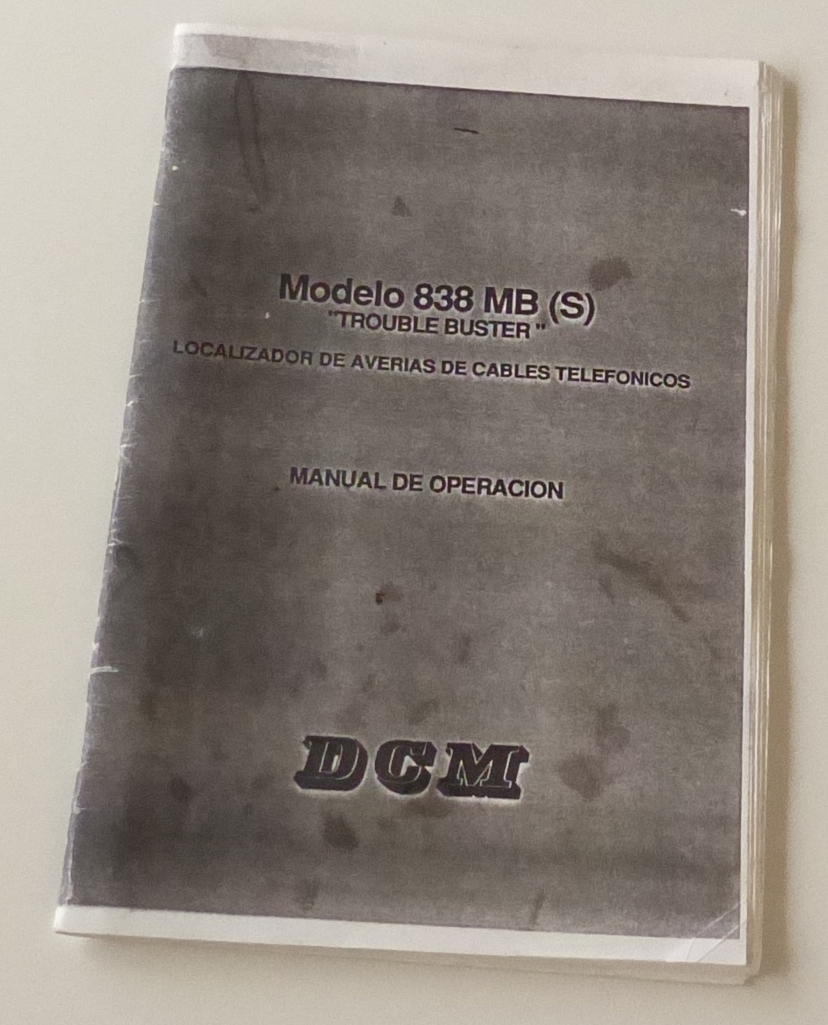 Modelo 838 MB (S)
"TROUBLE BUSTER"
LOCALIZADOR DE AVERIAS DE CABLES TELEFONICOS
MANUAL DE OPERACION
DCM